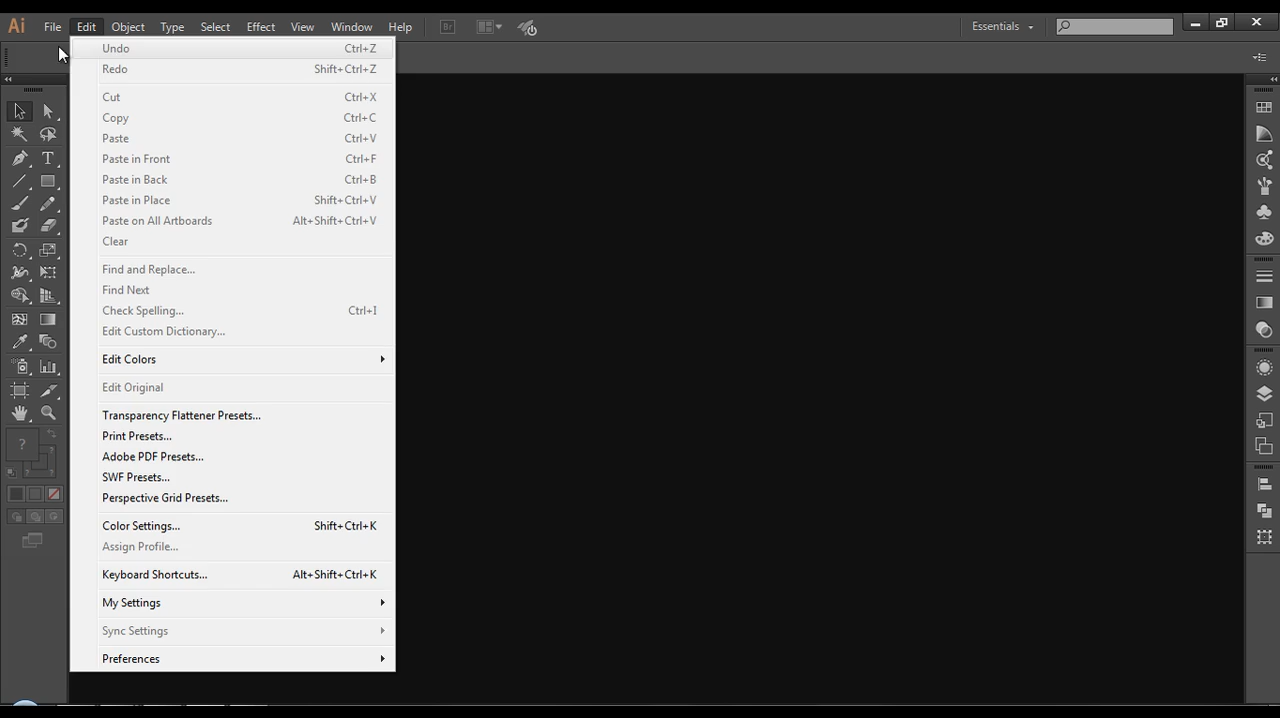 Ai File Edit Object Type Select Effect View Window Help Br Essentials
Undo Ctrl+Z
Redo Shift+Ctrl+Z
Cut Ctrl+X
Copy Ctrl+C
Paste Ctrl+V
Paste in Front Ctrl+F
Paste in Back Ctrl+B
Paste in Place Shift+Ctrl+V
Paste on All Artboards Alt+Shift+Ctrl+V
Clear
Find and Replace...
Find Next
Check Spelling... Ctrl+I
Edit Custom Dictionary...
Edit Colors
Edit Original
Transparency Flattener Presets...
Print Presets...
Adobe PDF Presets...
SWF Presets...
Perspective Grid Presets...
Color Settings... Shift+Ctrl+K
Assign Profile...
Keyboard Shortcuts... Alt+Shift+Ctrl+K
My Settings
Sync Settings
Preferences